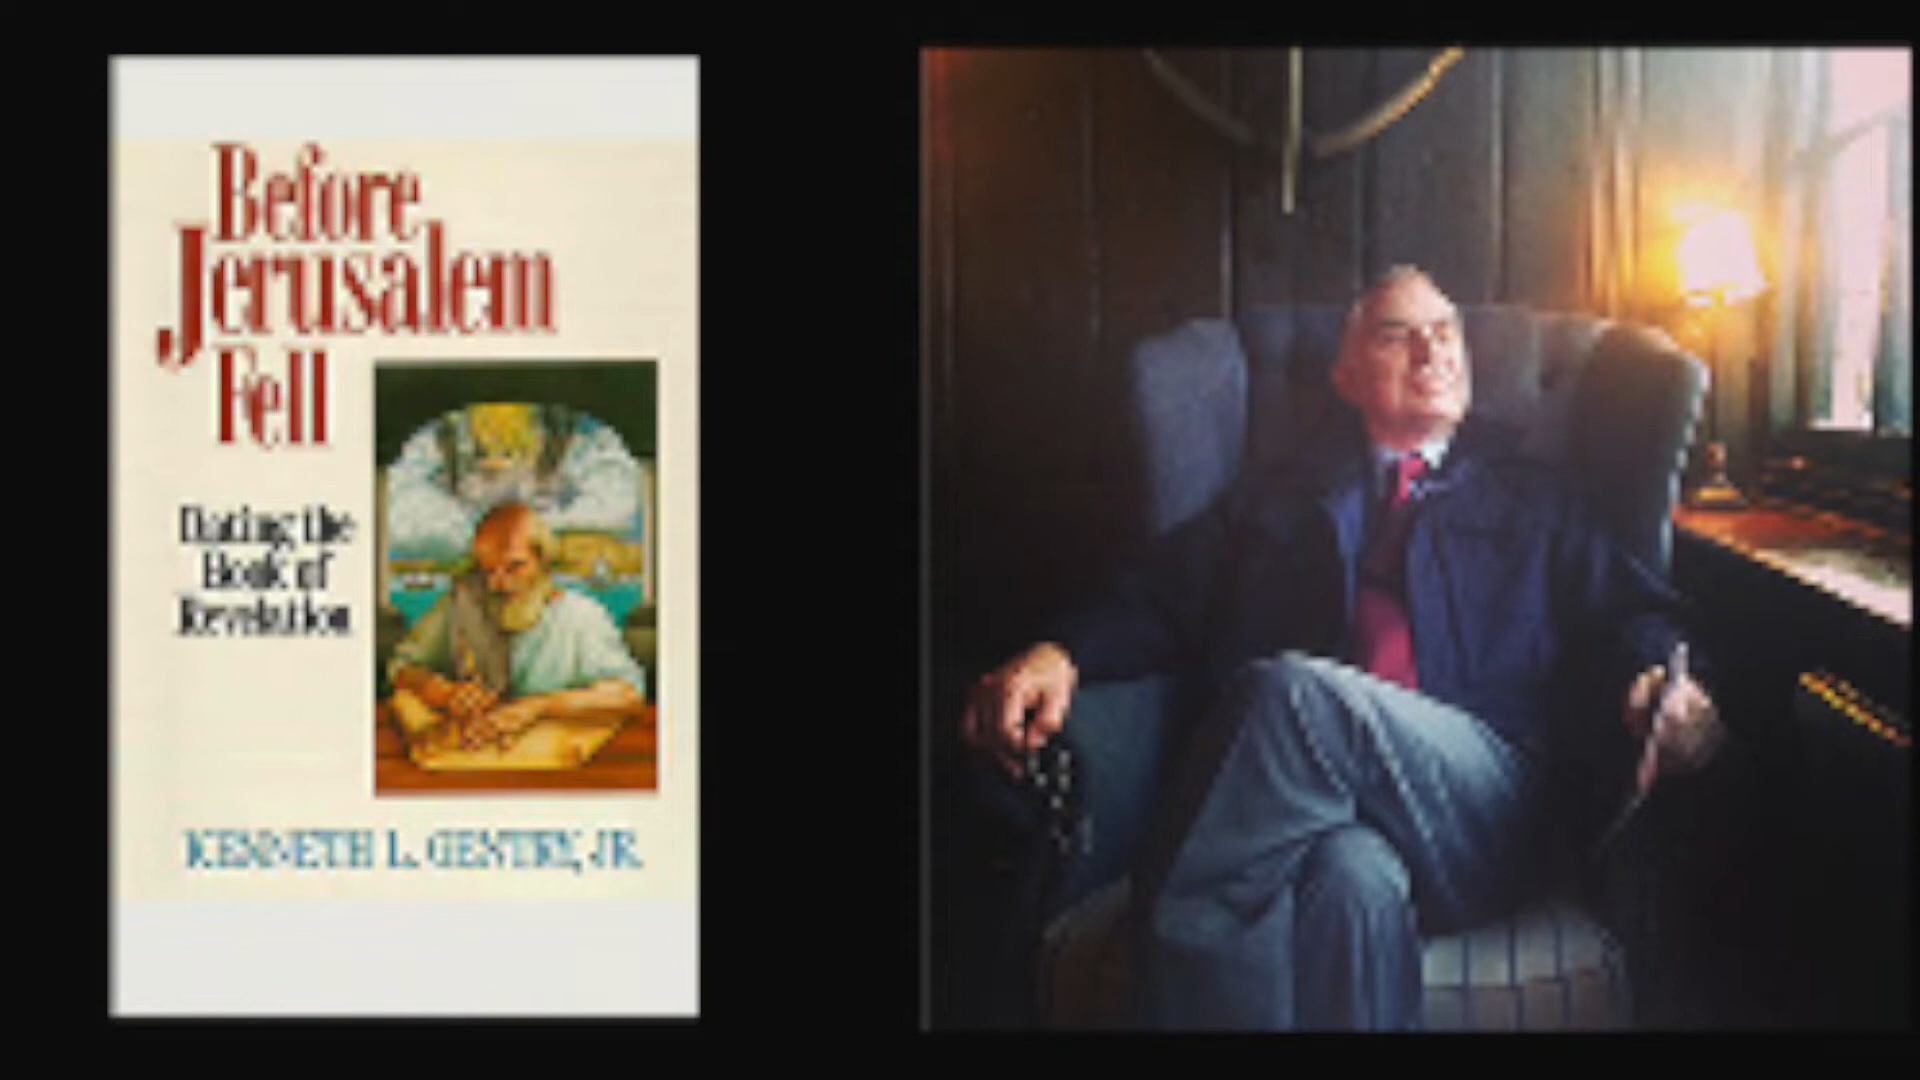 Before
Jerusalem
Fell
Dating the
Book of
Revelation
KENNETH L. GENTRY, JR.